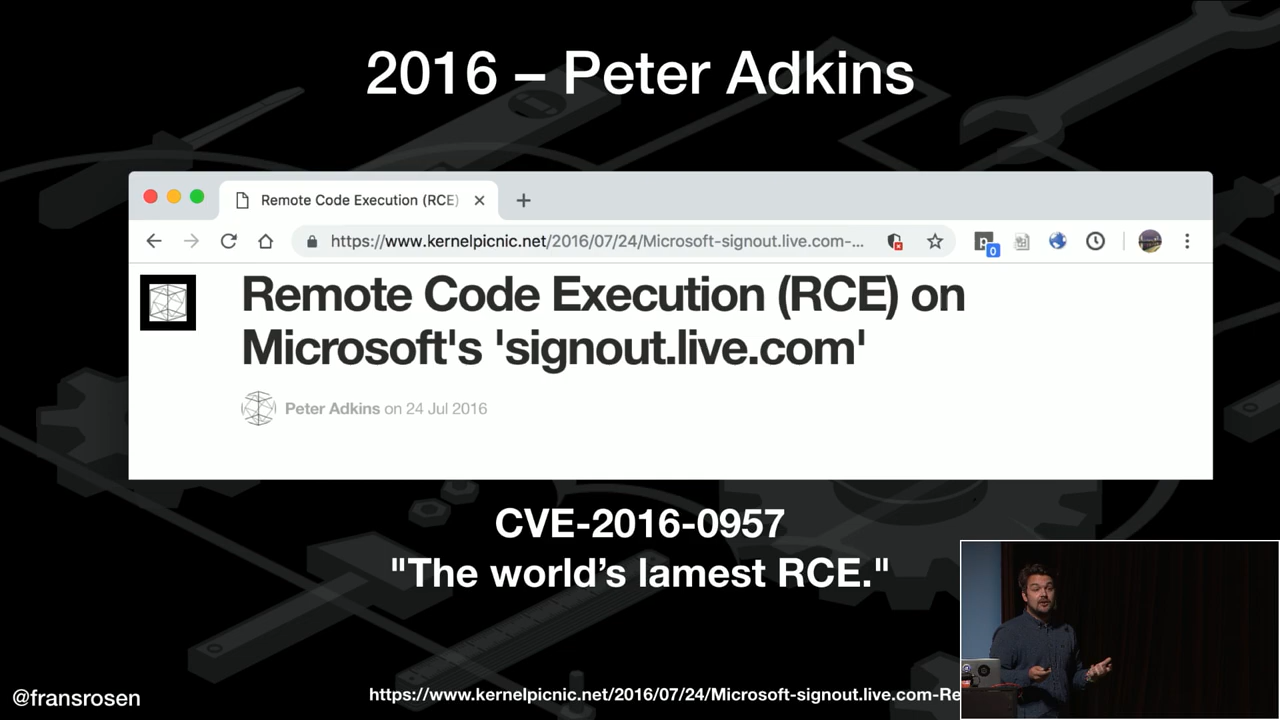 2016 – Peter Adkins
Remote Code Execution (RCE)
https://www.kernelpicnic.net/2016/07/24/Microsoft-signout.live.com-...
0
Remote Code Execution (RCE) on
Microsoft's 'signout.live.com'
Peter Adkins on 24 Jul 2016
CVE-2016-0957
"The world’s lamest RCE."
@fransrosen
https://www.kernelpicnic.net/2016/07/24/Microsoft-signout.live.com-Re